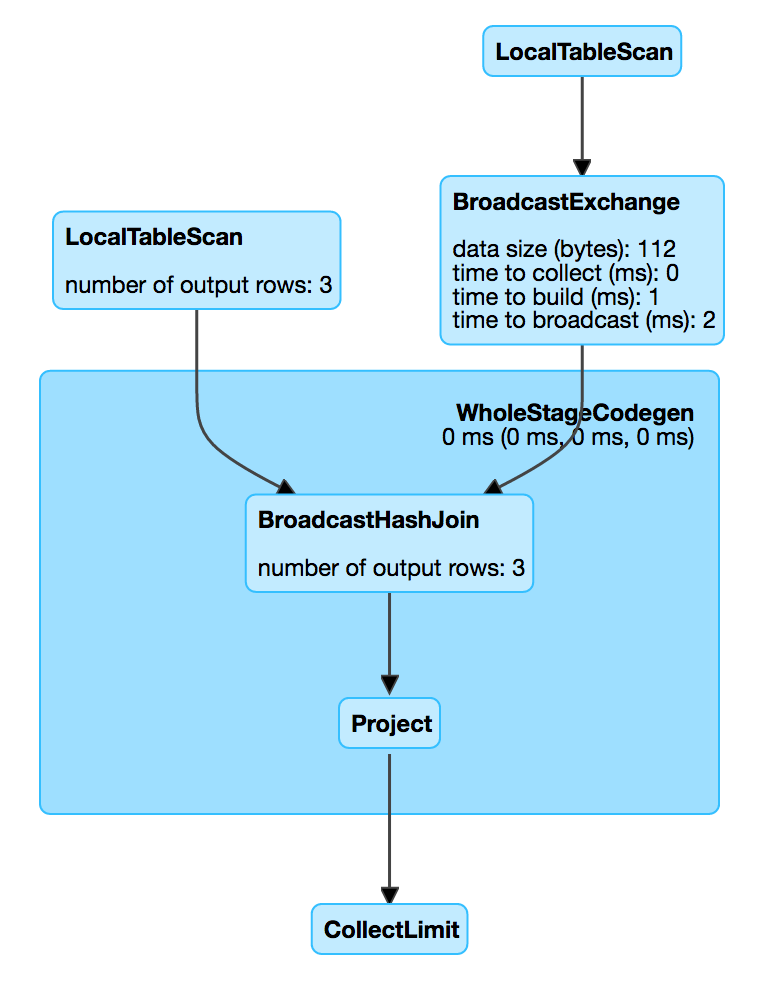 LocalTableScan
BroadcastExchange
data size (bytes): 112
time to collect (ms): 0
time to build (ms): 1
time to broadcast (ms): 2
LocalTableScan
number of output rows: 3
WholeStageCodegen
0 ms (0 ms, 0 ms, 0 ms)
BroadcastHashJoin
number of output rows: 3
Project
CollectLimit